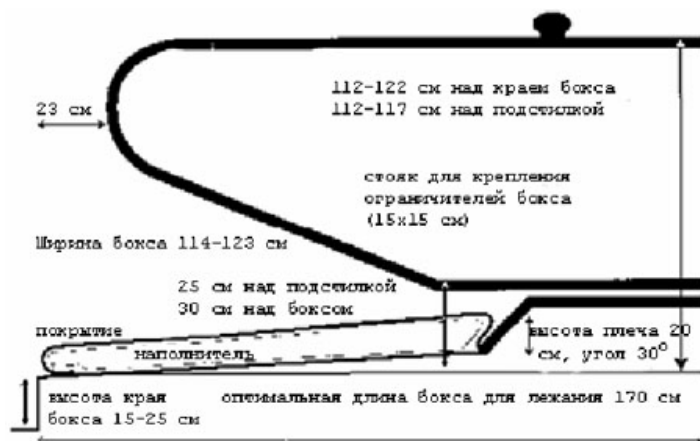 112-122 см над краем бокса
112-117 см над подстилкой
23 см
стояк для крепления
ограничителей бокса
(15x15 см)
Ширина бокса 114-123 см
25 см над подстилкой
30 см над боксом
покрытие
наполнитель
высота плеча 20
см, угол 30°
высота края
бокса 15-25 см
оптимальная длина бокса для лежания 170 см